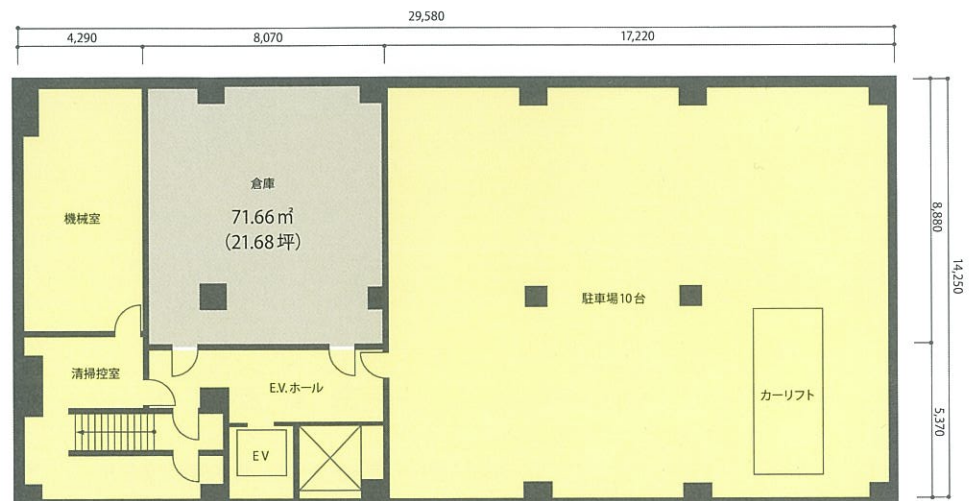 29,580
4,290
8,070
17,220
倉庫
71.66㎡
(21.68坪)
機械室
駐車場10台
8,880
14,250
清掃控室
E.V.ホール
カーリフト
5,370
EV